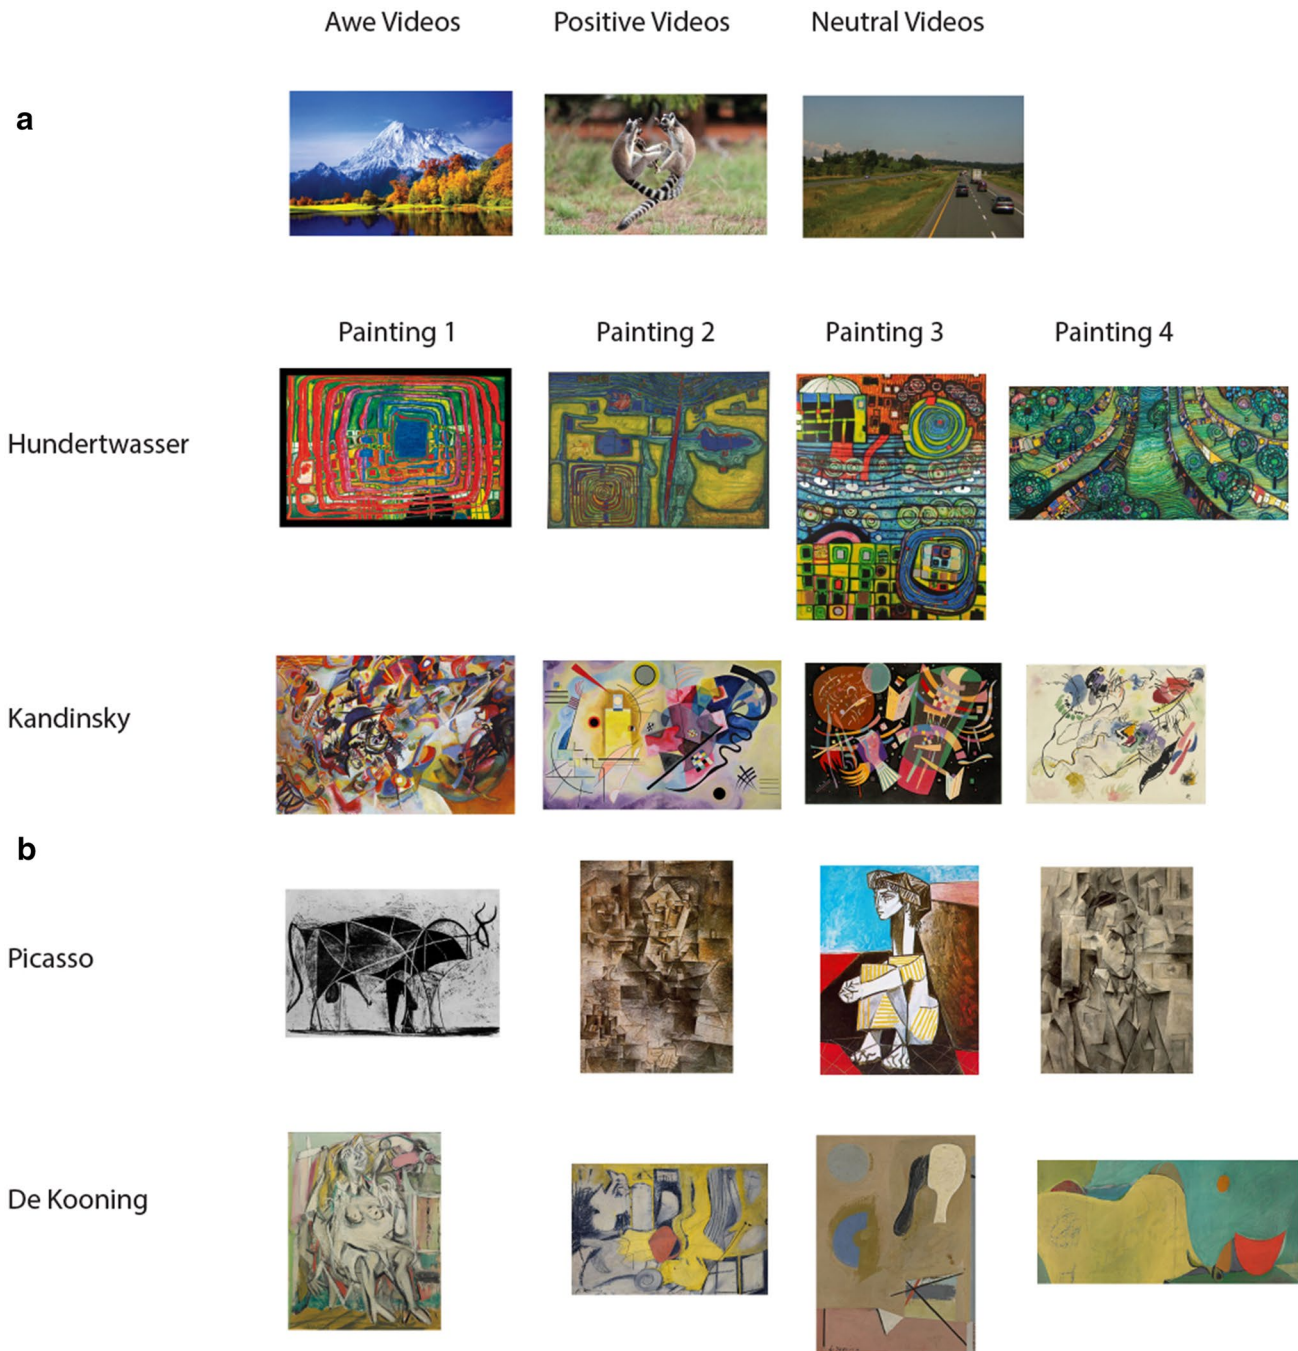 Awe Videos Positive Videos Neutral Videos
a
Painting 1 Painting 2 Painting 3 Painting 4
Hundertwasser
Kandinsky
b
Picasso
De Kooning